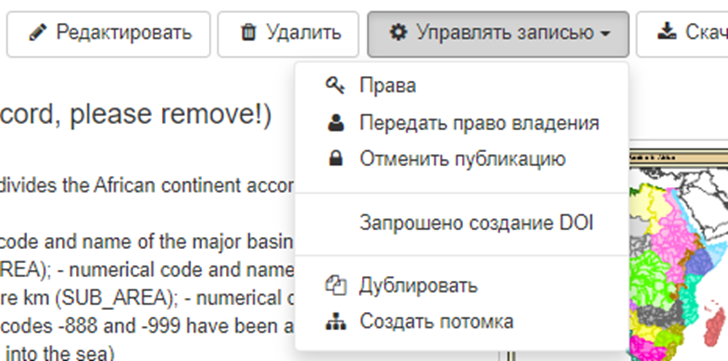 Редактировать
Удалить
Управлять записью
Скач
cord, please remove!)
Права
Передать право владения
Отменить публикацию
divides the African continent accor
Запрошено создание DOI
code and name of the major basin
REA); - numerical code and name
Дублировать
re km (SUB_AREA); - numerical c
Создать потомка
codes -888 and -999 have been a
into the sea)